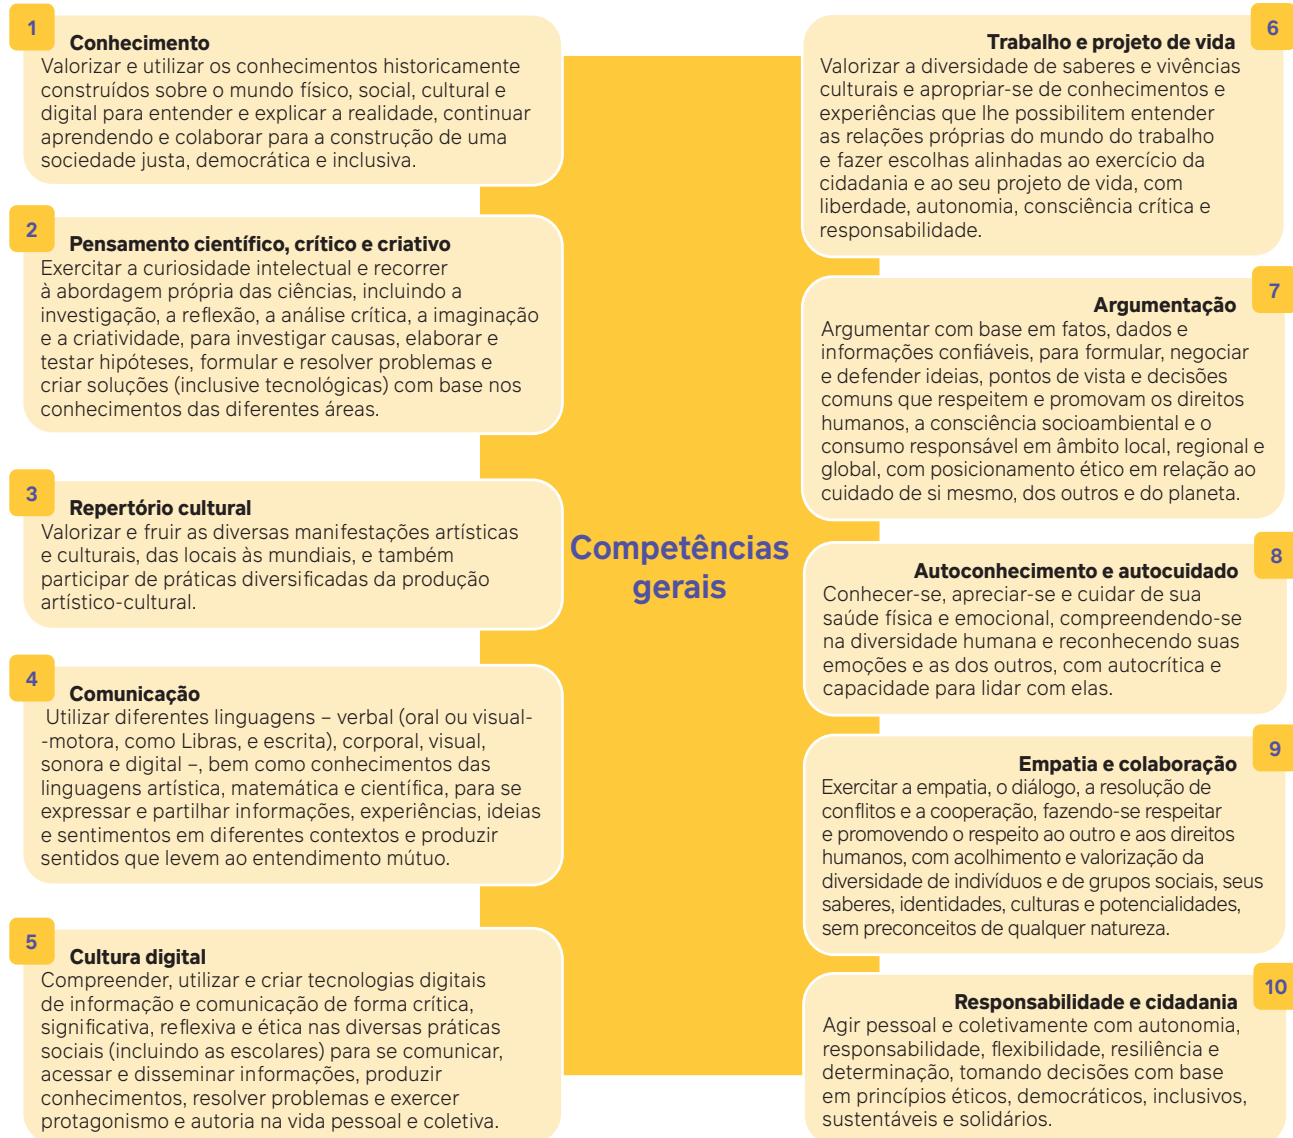 1
Conhecimento
Valorizar e utilizar os conhecimentos historicamente
construídos sobre o mundo físico, social, cultural e
digital para entender e explicar a realidade, continuar
aprendendo e colaborar para a construção de uma
sociedade justa, democrática e inclusiva.
2
Pensamento científico, crítico e criativo
Exercitar a curiosidade intelectual e recorrer
à abordagem própria das ciências, incluindo a
investigação, a reflexão, a análise crítica, a imaginação
e a criatividade, para investigar causas, elaborar e
testar hipóteses, formular e resolver problemas e
criar soluções (inclusive tecnológicas) com base nos
conhecimentos das diferentes áreas.
3
Repertório cultural
Valorizar e fruir as diversas manifestações artísticas
e culturais, das locais às mundiais, e também
participar de práticas diversificadas da produção
artístico-cultural.
4
Comunicação
Utilizar diferentes linguagens – verbal (oral ou visual-
-motora, como Libras, e escrita), corporal, visual,
sonora e digital –, bem como conhecimentos das
linguagens artística, matemática e científica, para se
expressar e partilhar informações, experiências, ideias
e sentimentos em diferentes contextos e produzir
sentidos que levem ao entendimento mútuo.
5
Cultura digital
Compreender, utilizar e criar tecnologias digitais
de informação e comunicação de forma crítica,
significativa, reflexiva e ética nas diversas práticas
sociais (incluindo as escolares) para se comunicar,
acessar e disseminar informações, produzir
conhecimentos, resolver problemas e exercer
protagonismo e autoria na vida pessoal e coletiva.
Competências
gerais
6
Trabalho e projeto de vida
Valorizar a diversidade de saberes e vivências
culturais e apropriar-se de conhecimentos e
experiências que lhe possibilitem entender
as relações próprias do mundo do trabalho
e fazer escolhas alinhadas ao exercício da
cidadania e ao seu projeto de vida, com
liberdade, autonomia, consciência crítica e
responsabilidade.
7
Argumentação
Argumentar com base em fatos, dados e
informações confiáveis, para formular, negociar
e defender ideias, pontos de vista e decisões
comuns que respeitem e promovam os direitos
humanos, a consciência socioambiental e o
consumo responsável em âmbito local, regional e
global, com posicionamento ético em relação ao
cuidado de si mesmo, dos outros e do planeta.
8
Autoconhecimento e autocuidado
Conhecer-se, apreciar-se e cuidar de sua
saúde física e emocional, compreendendo-se
na diversidade humana e reconhecendo suas
emoções e as dos outros, com autocrítica e
capacidade para lidar com elas.
9
Empatia e colaboração
Exercitar a empatia, o diálogo, a resolução de
conflitos e a cooperação, fazendo-se respeitar
e promovendo o respeito ao outro e aos direitos
humanos, com acolhimento e valorização da
diversidade de indivíduos e de grupos sociais, seus
saberes, identidades, culturas e potencialidades,
sem preconceitos de qualquer natureza.
10
Responsabilidade e cidadania
Agir pessoal e coletivamente com autonomia,
responsabilidade, flexibilidade, resiliência e
determinação, tomando decisões com base
em princípios éticos, democráticos, inclusivos,
sustentáveis e solidários.